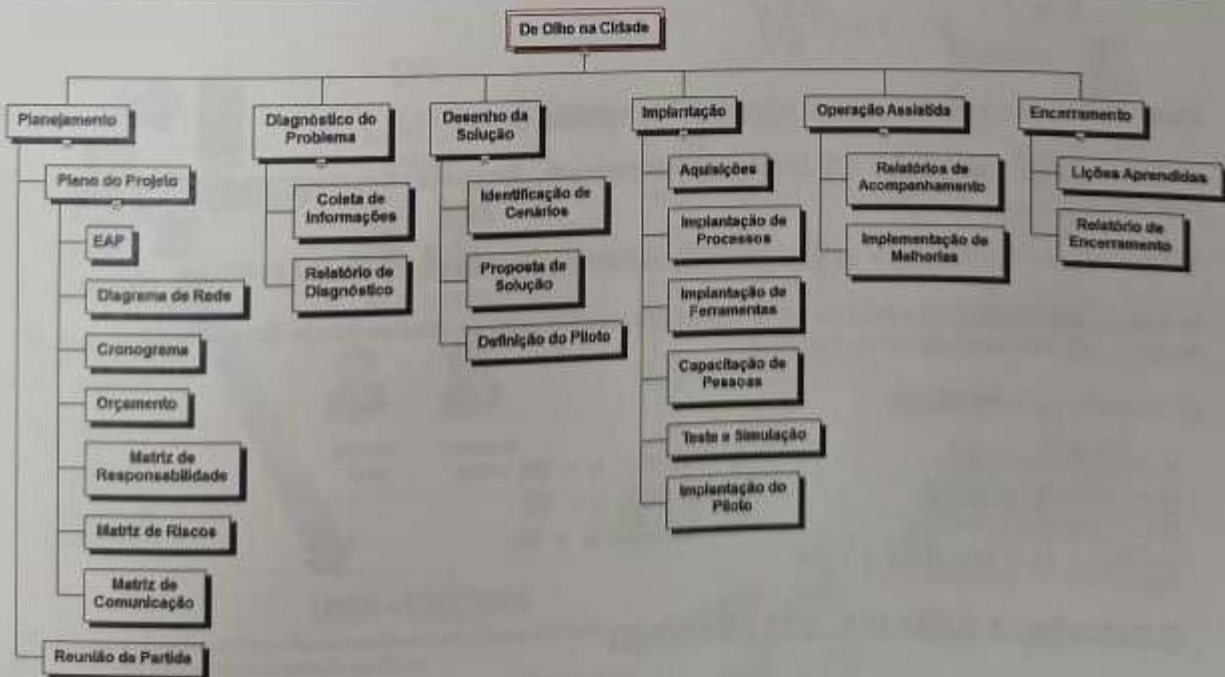 De Olho na Cidade
Planejamento
Plano do Projeto
EAP
Diagrama de Rede
Cronograma
Orçamento
Matriz de
Responsabilidade
Matriz de Riscos
Matriz de
Comunicação
Reunião de Partida
Diagnóstico do
Problema
Coleta de
Informações
Relatório de
Diagnóstico
Desenho da
Solução
Identificação de
Cenários
Proposta de
Solução
Definição do Piloto
Implantação
Aquisições
Implantação de
Processos
Implantação de
Ferramentas
Capacitação de
Pessoas
Teste e Simulação
Implantação do
Piloto
Operação Assistida
Relatórios de
Acompanhamento
Implementação de
Melhorias
Encerramento
Lições Aprendidas
Relatório de
Encerramento